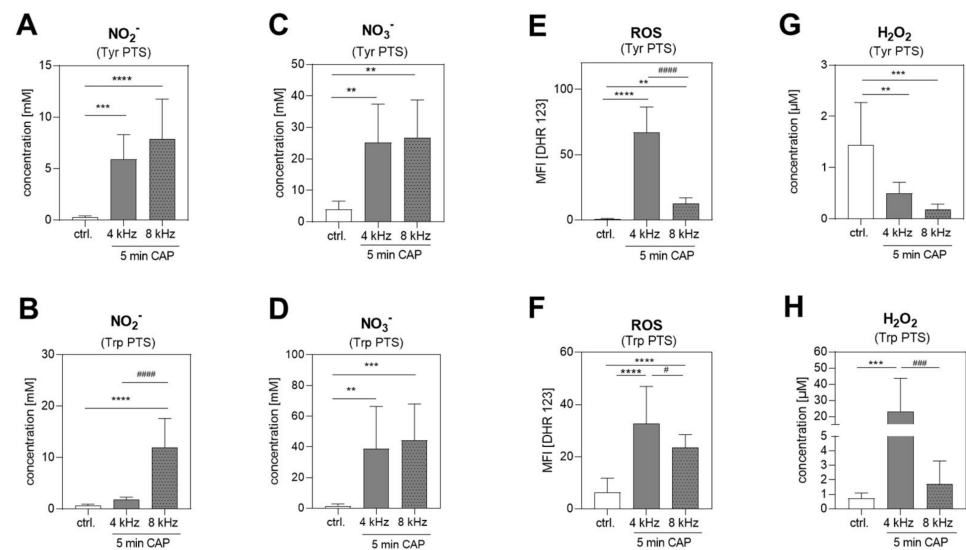 A
NO₂⁻
(Tyr PTS)
concentration [mM]
15
10
5
0
****
***
ctrl.
4 kHz
8 kHz
5 min CAP
C
NO₃⁻
(Tyr PTS)
concentration [mM]
50
40
30
20
10
0
**
**
ctrl.
4 kHz
8 kHz
5 min CAP
E
ROS
(Tyr PTS)
MFI [DHR 123]
100
50
0
####
**
****
ctrl.
4 kHz
8 kHz
5 min CAP
G
H₂O₂
(Tyr PTS)
concentration [µM]
3
2
1
0
***
**
ctrl.
4 kHz
8 kHz
5 min CAP
B
NO₂⁻
(Trp PTS)
concentration [mM]
30
20
10
0
####
****
ctrl.
4 kHz
8 kHz
5 min CAP
D
NO₃⁻
(Trp PTS)
concentration [mM]
100
80
60
40
20
0
***
**
ctrl.
4 kHz
8 kHz
5 min CAP
F
ROS
(Trp PTS)
MFI [DHR 123]
60
40
20
0
****
****
#
ctrl.
4 kHz
8 kHz
5 min CAP
H
H₂O₂
(Trp PTS)
concentration [µM]
60
50
40
30
20
10
5
4
3
2
1
0
***
###
ctrl.
4 kHz
8 kHz
5 min CAP